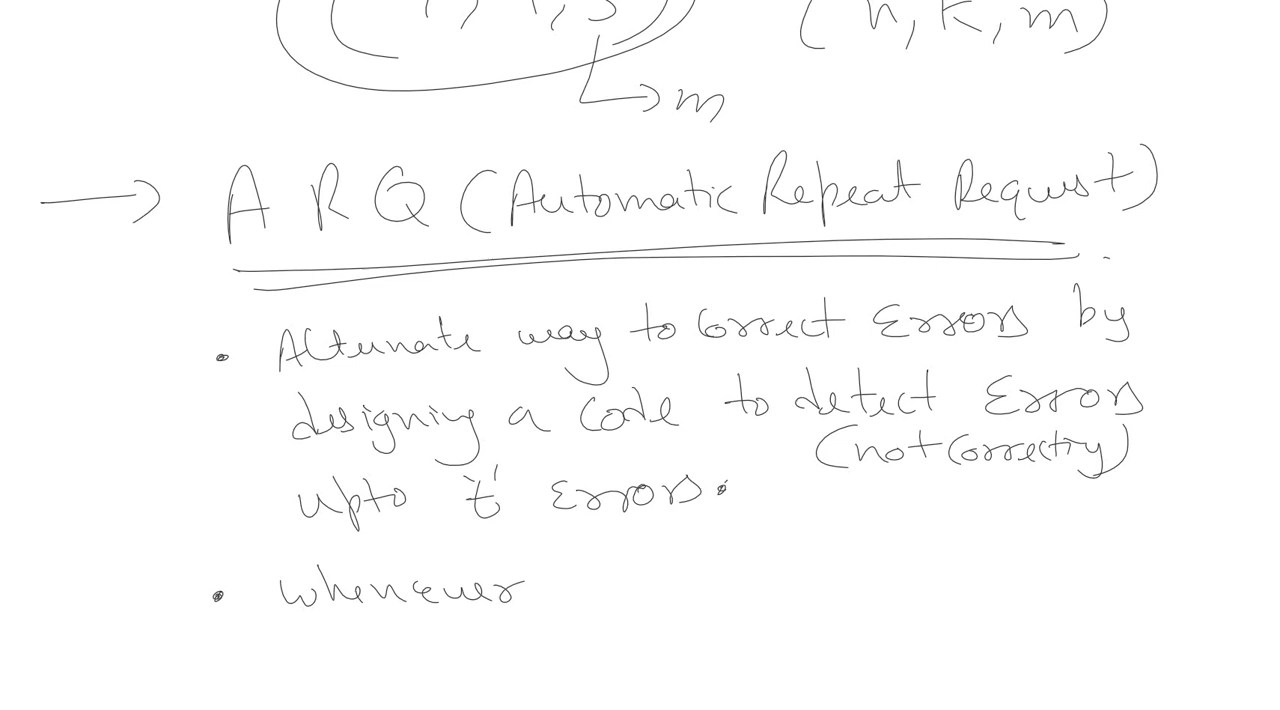 (n, k, m)
→ m
→ ARQ (Automatic Repeat Request)
• Alternate way to correct Errors by
designing a code to detect Errors
(not correcting)
upto 't' Errors.
• whenever